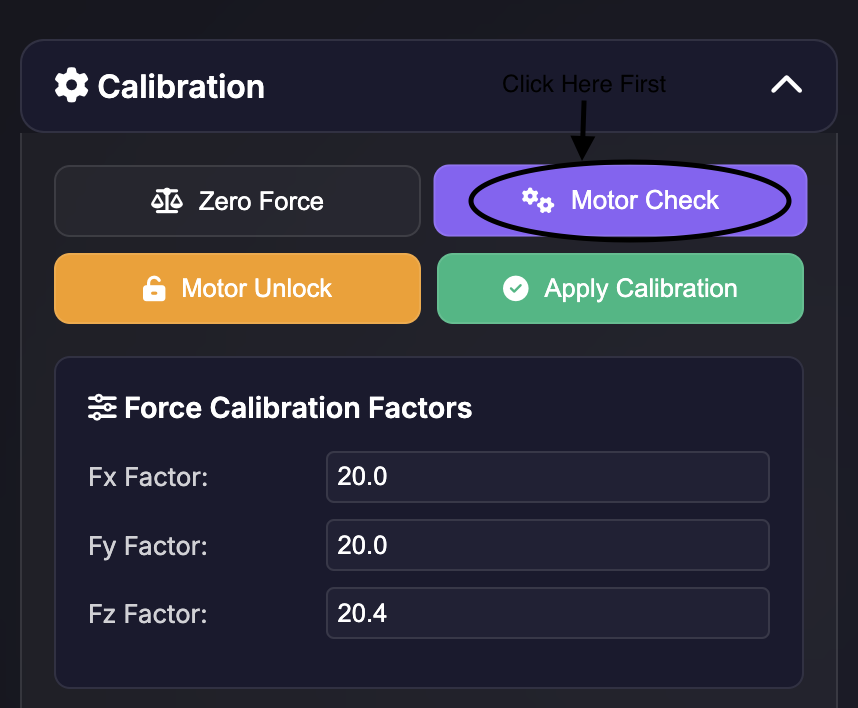 Calibration
Click Here First
Zero Force
Motor Check
Motor Unlock
Apply Calibration
Force Calibration Factors
Fx Factor: 20.0
Fy Factor: 20.0
Fz Factor: 20.4